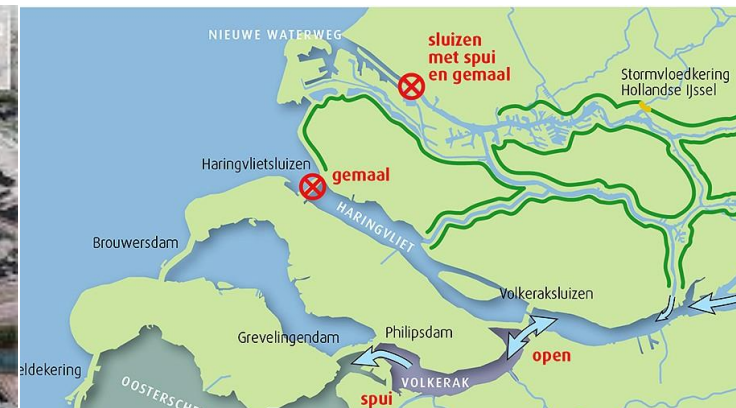 NIEUWE WATERWEG
sluizen
met spui
en gemaal
Stormvloedkering
Hollandse IJssel
Haringvlietsluizen
gemaal
HARINGVLIET
Brouwersdam
Volkeraksluizen
Grevelingendam
Philipsdam
open
eldekering
VOLKERAK
OOSTERSCHE
spui